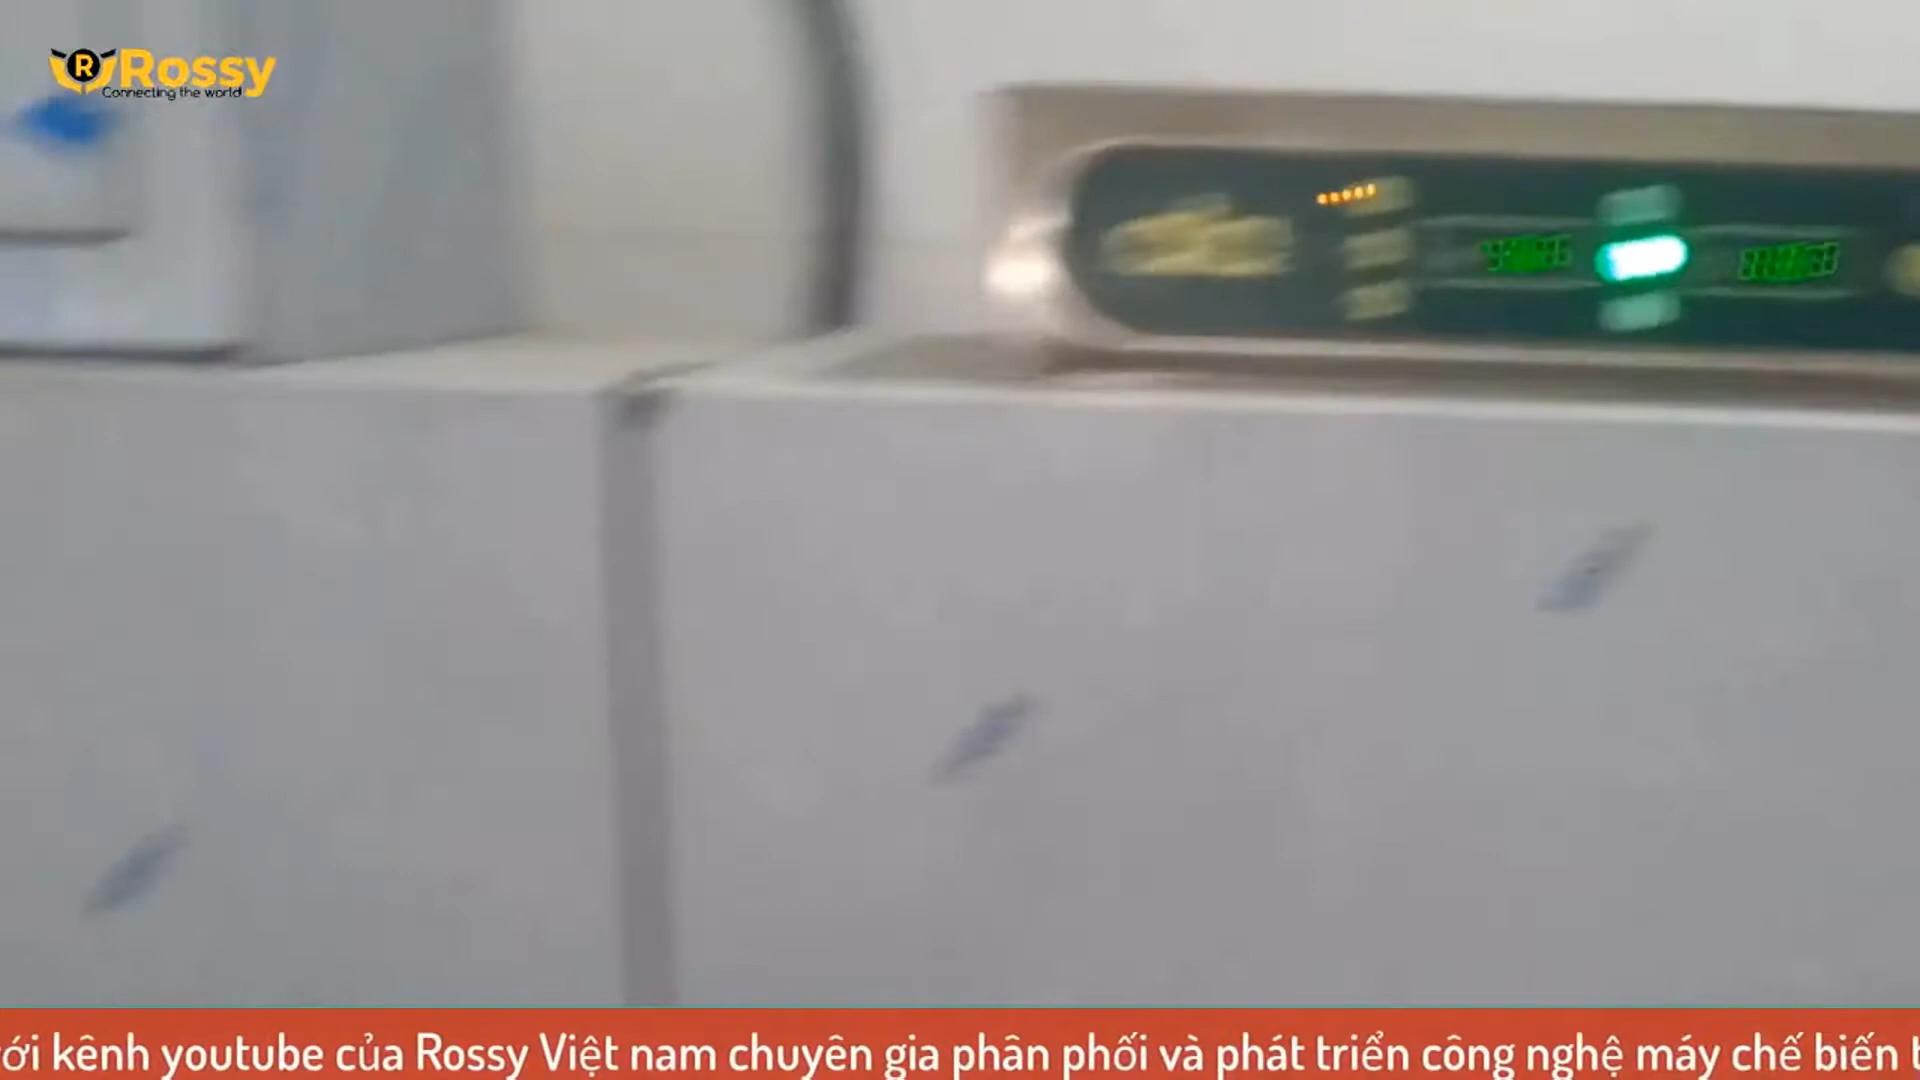 Rossy
Connecting the world
ới kênh youtube của Rossy Việt nam chuyên gia phân phối và phát triển công nghệ máy chế biến